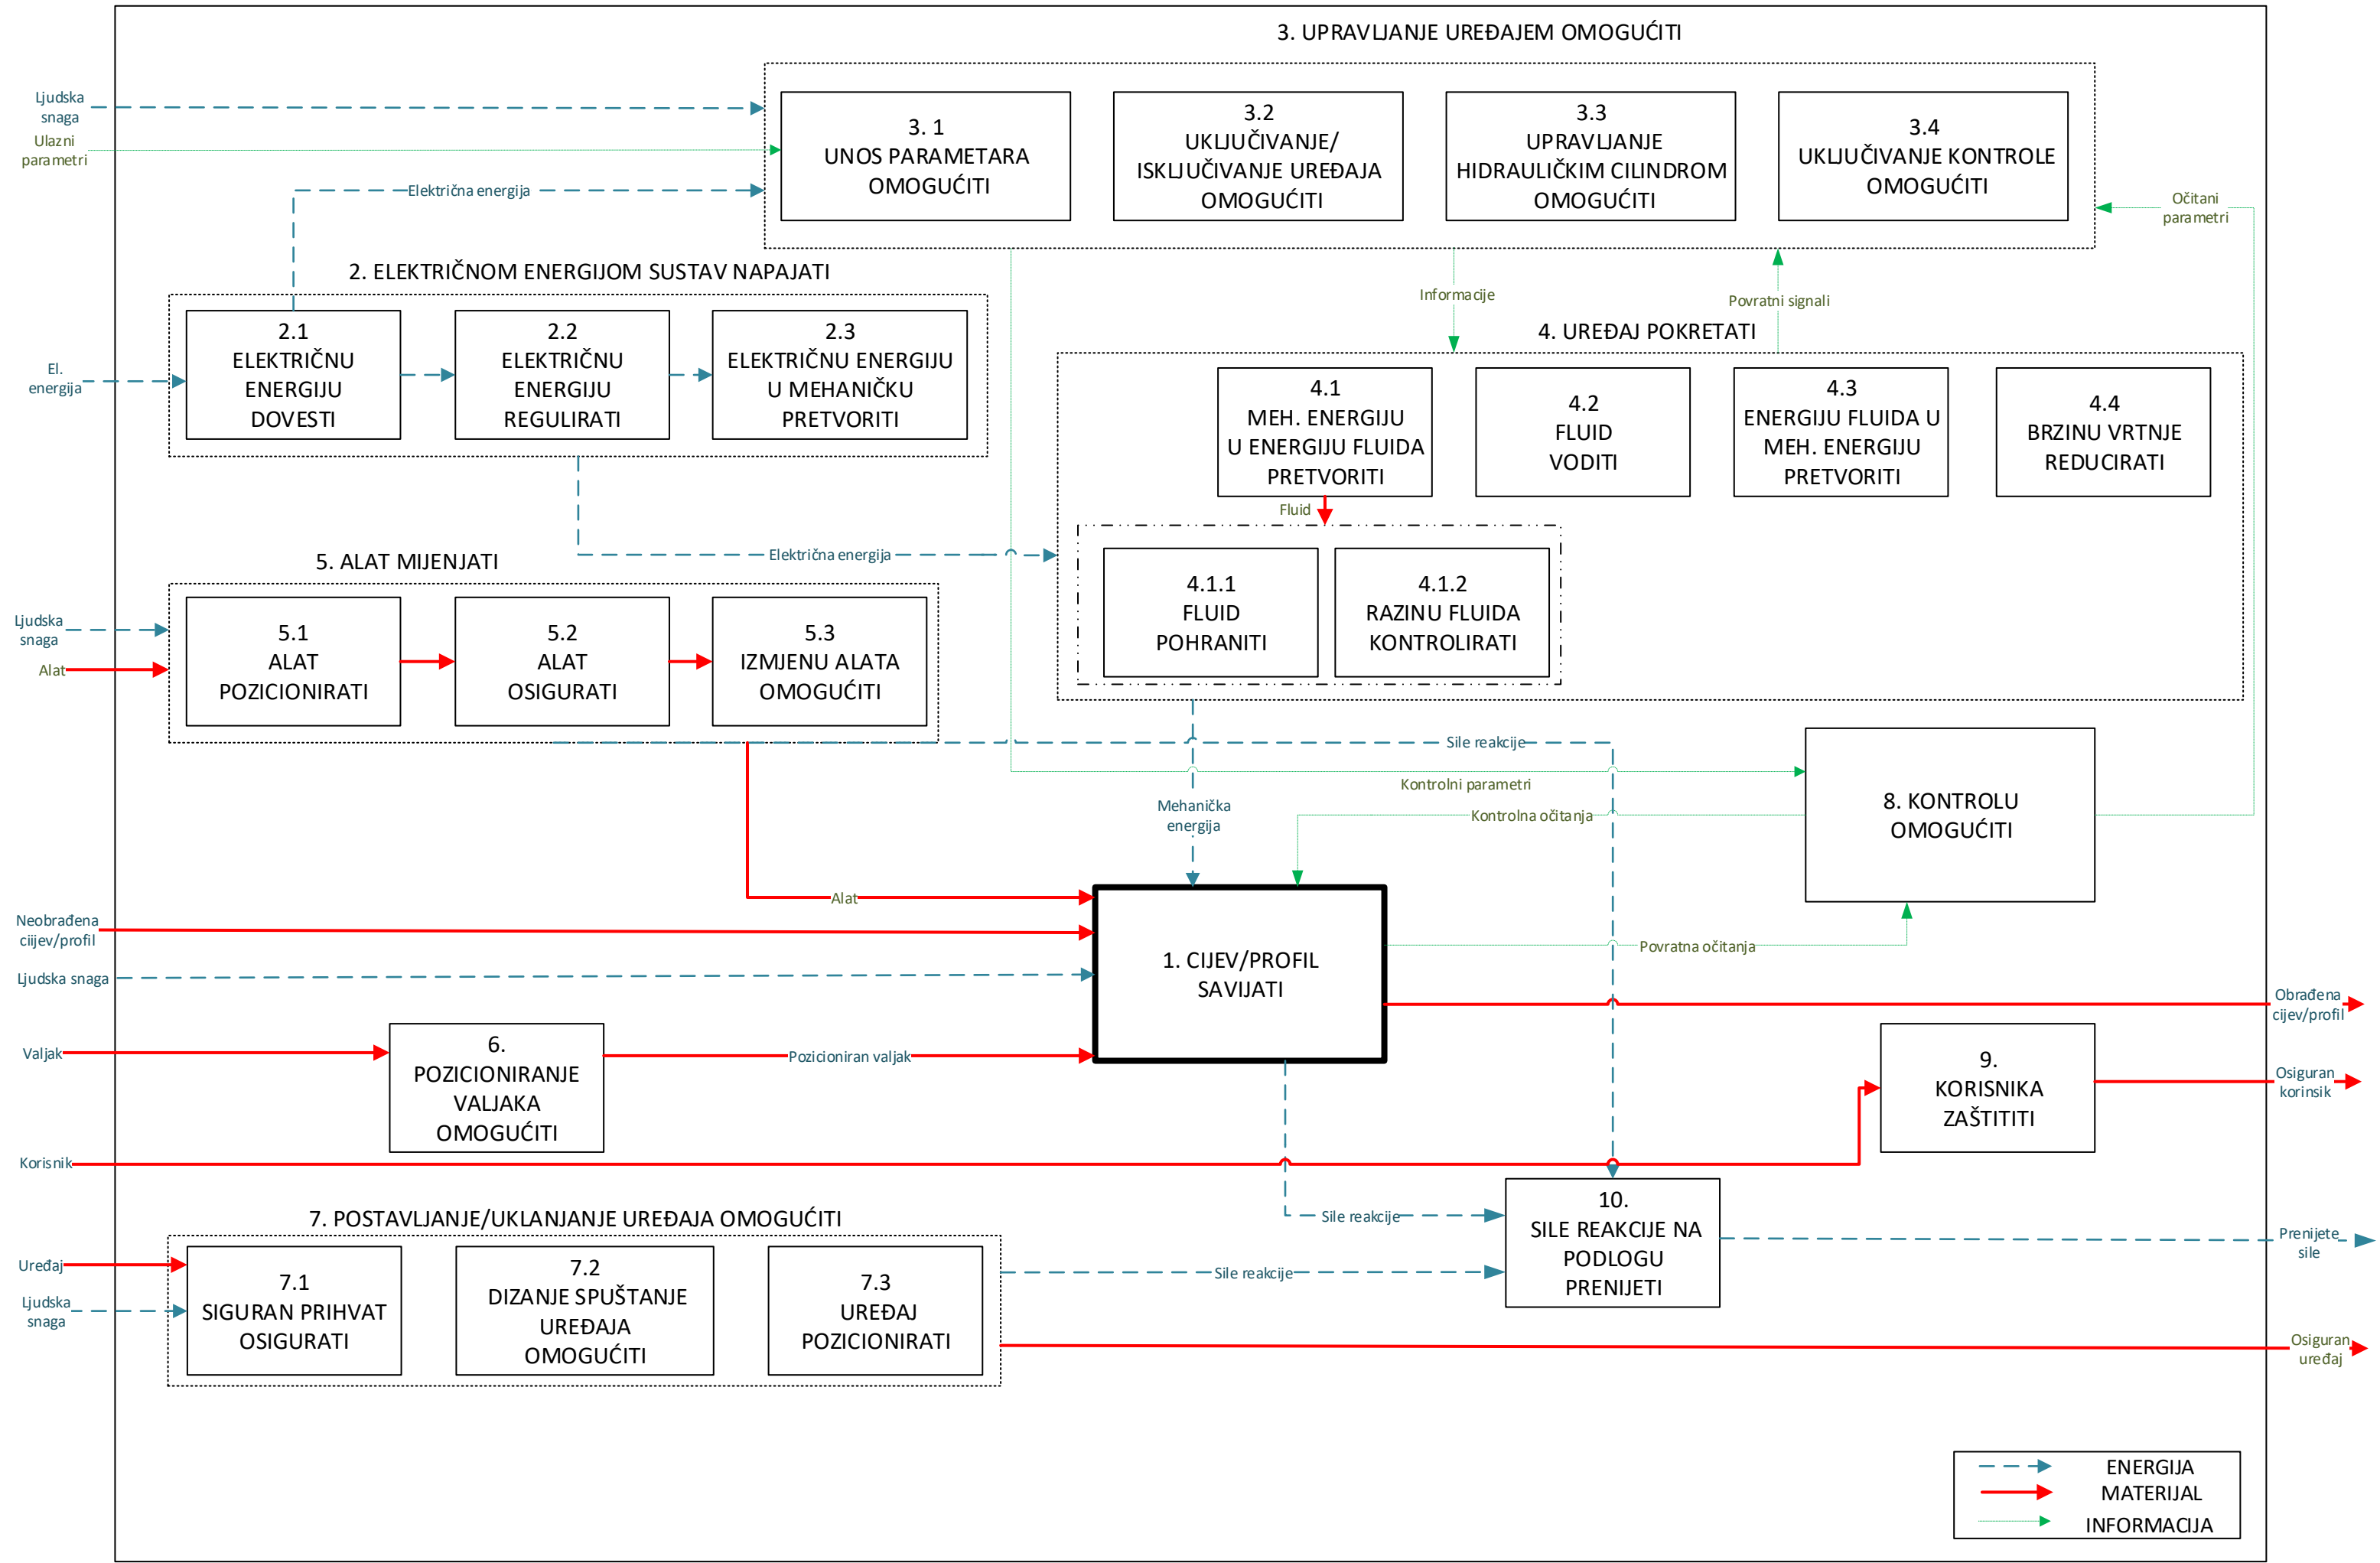 3. UPRAVLJANJE UREĐAJEM OMOGUĆITI
Ljudska
snaga
Ulazni
parametri
3. 1
UNOS PARAMETARA
OMOGUĆITI
3.2
UKLJUČIVANJE/
ISKLJUČIVANJE UREĐAJA
OMOGUĆITI
3.3
UPRAVLJANJE
HIDRAULIČKIM CILINDROM
OMOGUĆITI
3.4
UKLJUČIVANJE KONTROLE
OMOGUĆITI
Električna energija
Očitani
parametri
2. ELEKTRIČNOM ENERGIJOM SUSTAV NAPAJATI
Informacije
Povratni signali
El.
energija
2.1
ELEKTRIČNU
ENERGIJU
DOVESTI
2.2
ELEKTRIČNU
ENERGIJU
REGULIRATI
2.3
ELEKTRIČNU ENERGIJU
U MEHANIČKU
PRETVORITI
4. UREĐAJ POKRETATI
4.1
MEH. ENERGIJU
U ENERGIJU FLUIDA
PRETVORITI
4.2
FLUID
VODITI
4.3
ENERGIJU FLUIDA U
MEH. ENERGIJU
PRETVORITI
4.4
BRZINU VRTNJE
REDUCIRATI
Fluid
4.1.1
FLUID
POHRANITI
4.1.2
RAZINU FLUIDA
KONTROLIRATI
Električna energija
5. ALAT MIJENJATI
Ljudska
snaga
Alat
5.1
ALAT
POZICIONIRATI
5.2
ALAT
OSIGURATI
5.3
IZMJENU ALATA
OMOGUĆITI
Sile reakcije
Kontrolni parametri
Mehanička
energija
Kontrolna očitanja
8. KONTROLU
OMOGUĆITI
Alat
Neobrađena
ciijev/profil
Ljudska snaga
1. CIJEV/PROFIL
SAVIJATI
Povratna očitanja
Obrađena
cijev/profil
Valjak
6.
POZICIONIRANJE
VALJAKA
OMOGUĆITI
Pozicioniran valjak
9.
KORISNIKA
ZAŠTITITI
Osiguran
korinsik
Korisnik
7. POSTAVLJANJE/UKLANJANJE UREĐAJA OMOGUĆITI
Uređaj
Ljudska
snaga
7.1
SIGURAN PRIHVAT
OSIGURATI
7.2
DIZANJE SPUŠTANJE
UREĐAJA
OMOGUĆITI
7.3
UREĐAJ
POZICIONIRATI
Sile reakcije
Sile reakcije
10.
SILE REAKCIJE NA
PODLOGU
PRENIJETI
Prenijete
sile
Osiguran
uređaj
ENERGIJA
MATERIJAL
INFORMACIJA